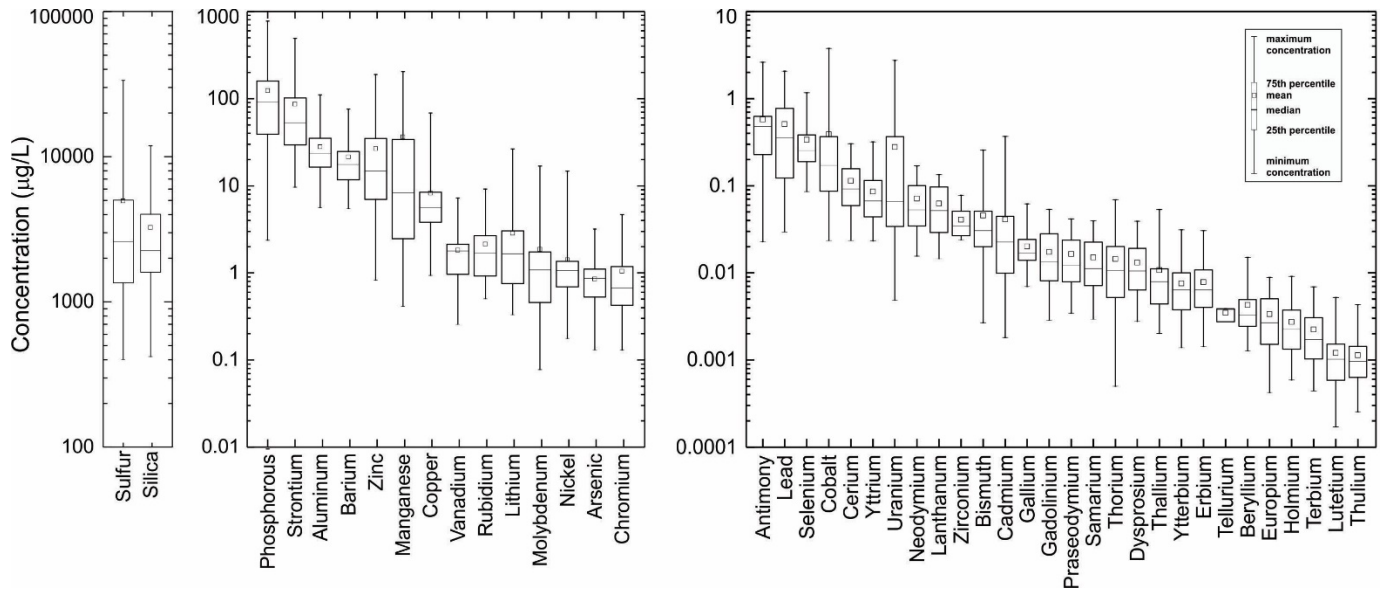 Concentration (µg/L)
100000
10000
1000
100
Sulfur
Silica
1000
100
10
1
0.1
0.01
Phosphorous
Strontium
Aluminum
Barium
Zinc
Manganese
Copper
Vanadium
Rubidium
Lithium
Molybdenum
Nickel
Arsenic
Chromium
10
1
0.1
0.01
0.001
0.0001
maximum
concentration
75th percentile
mean
median
25th percentile
minimum
concentration
Antimony
Lead
Selenium
Cobalt
Cerium
Yttrium
Uranium
Neodymium
Lanthanum
Zirconium
Bismuth
Cadmium
Gallium
Gadolinium
Praseodymium
Samarium
Thorium
Dysprosium
Thallium
Ytterbium
Erbium
Tellurium
Beryllium
Europium
Holmium
Terbium
Lutetium
Thulium